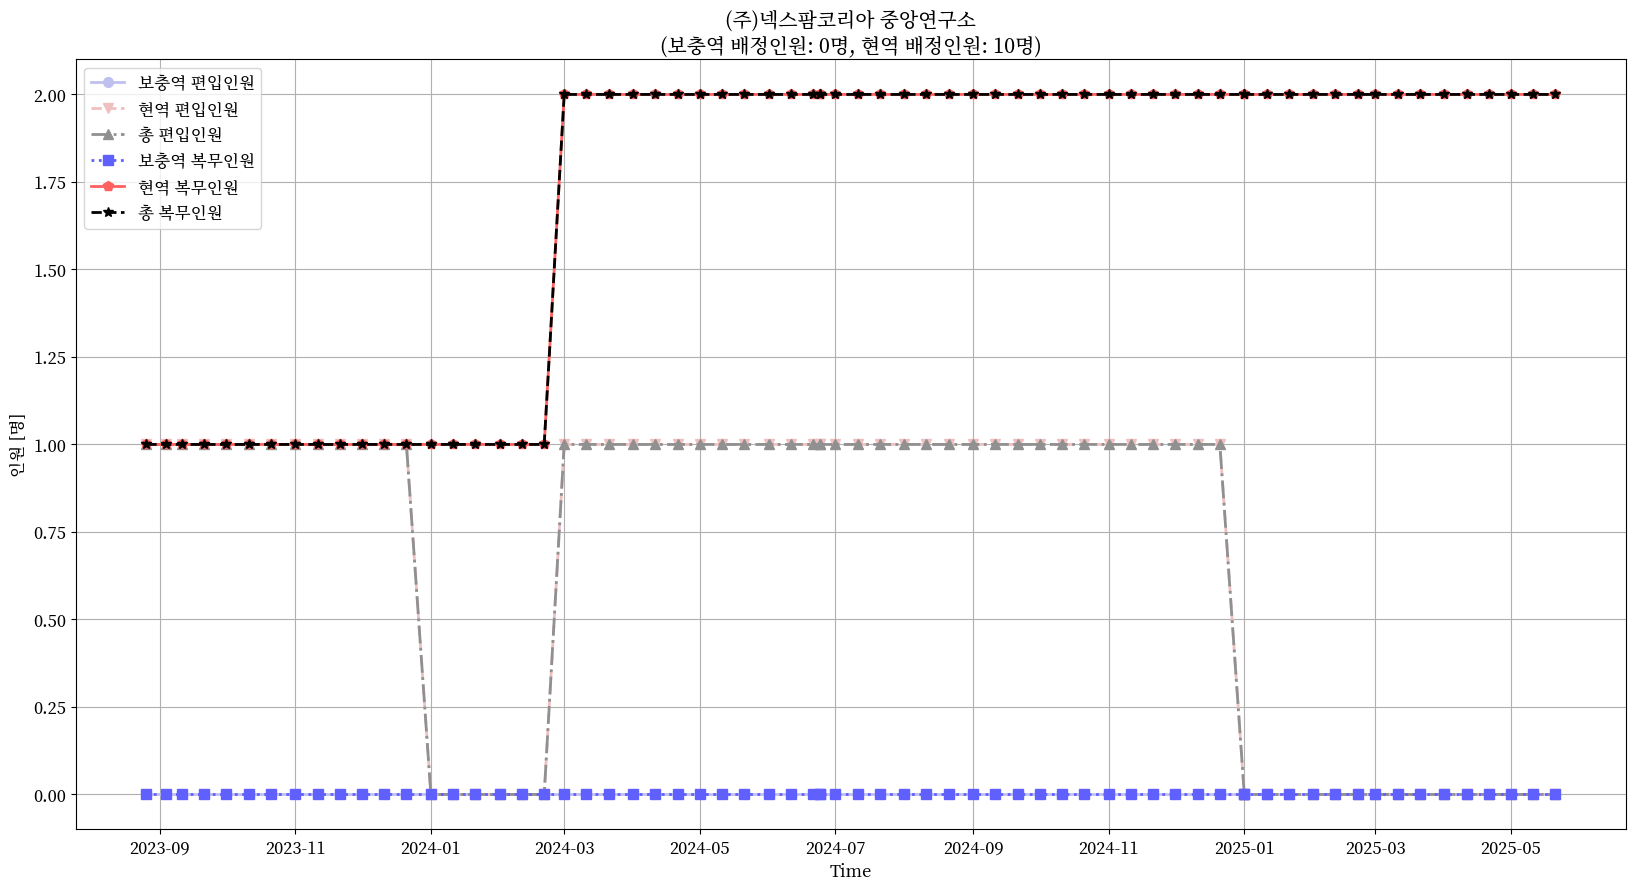 (주)넥스팜코리아 중앙연구소
(보충역 배정인원: 0명, 현역 배정인원: 10명)
보충역 편입인원
현역 편입인원
총 편입인원
보충역 복무인원
현역 복무인원
총 복무인원
2.00
1.75
1.50
1.25
1.00
0.75
0.50
0.25
0.00
인원 [명]
2023-09 2023-11 2024-01 2024-03 2024-05 2024-07 2024-09 2024-11 2025-01 2025-03 2025-05
Time